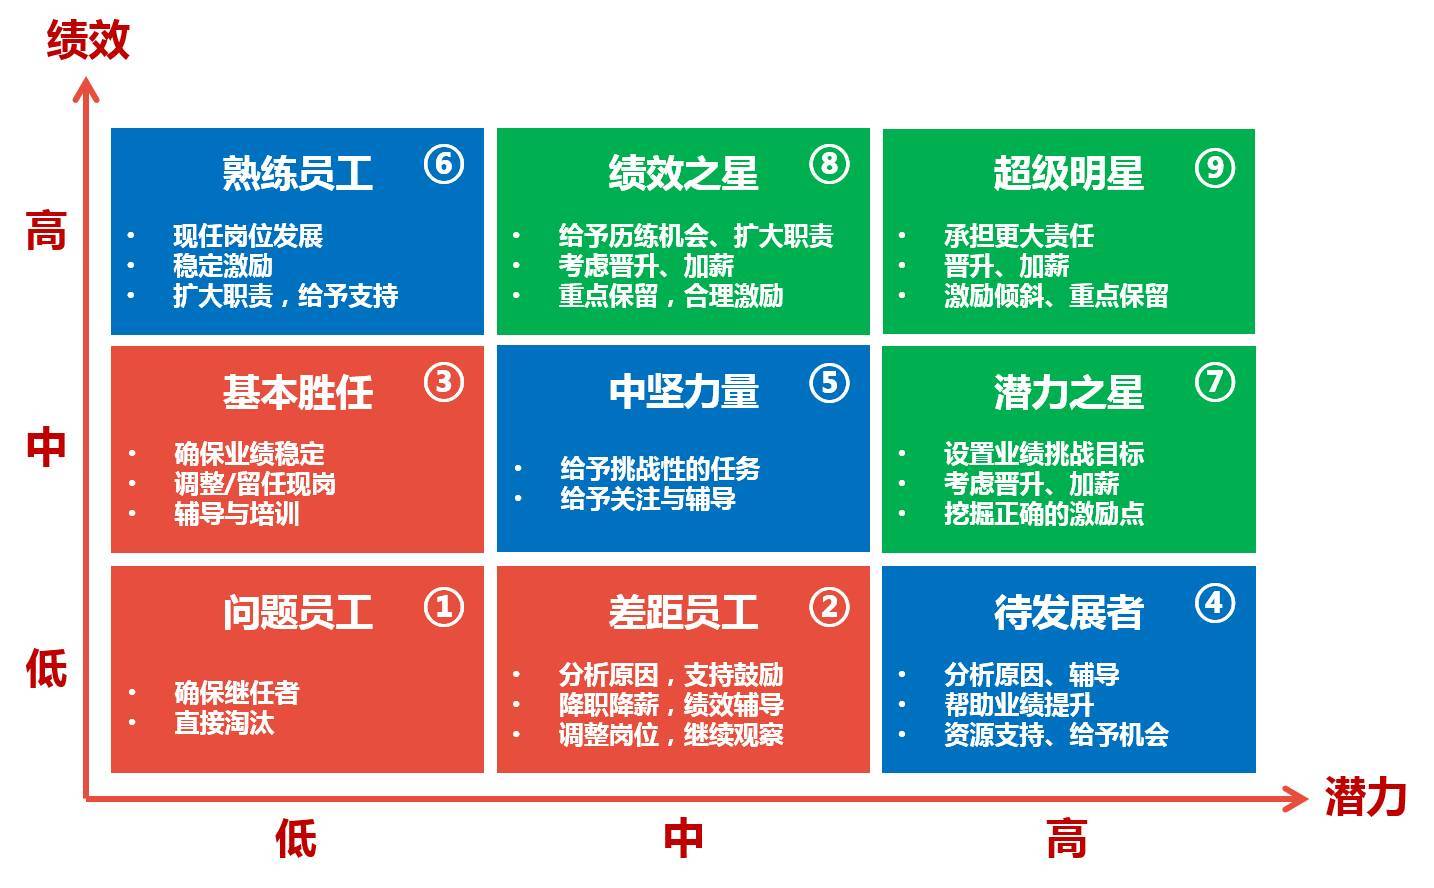 绩效
高
熟练员工 ⑥
• 现任岗位发展
• 稳定激励
• 扩大职责，给予支持
绩效之星 ⑧
• 给予历练机会、扩大职责
• 考虑晋升、加薪
• 重点保留，合理激励
超级明星 ⑨
• 承担更大责任
• 晋升、加薪
• 激励倾斜、重点保留
中
基本胜任 ③
• 确保业绩稳定
• 调整/留任现岗
• 辅导与培训
中坚力量 ⑤
• 给予挑战性的任务
• 给予关注与辅导
潜力之星 ⑦
• 设置业绩挑战目标
• 考虑晋升、加薪
• 挖掘正确的激励点
低
问题员工 ①
• 确保继任者
• 直接淘汰
差距员工 ②
• 分析原因，支持鼓励
• 降职降薪，绩效辅导
• 调整岗位，继续观察
待发展者 ④
• 分析原因、辅导
• 帮助业绩提升
• 资源支持、给予机会
潜力
低
中
高